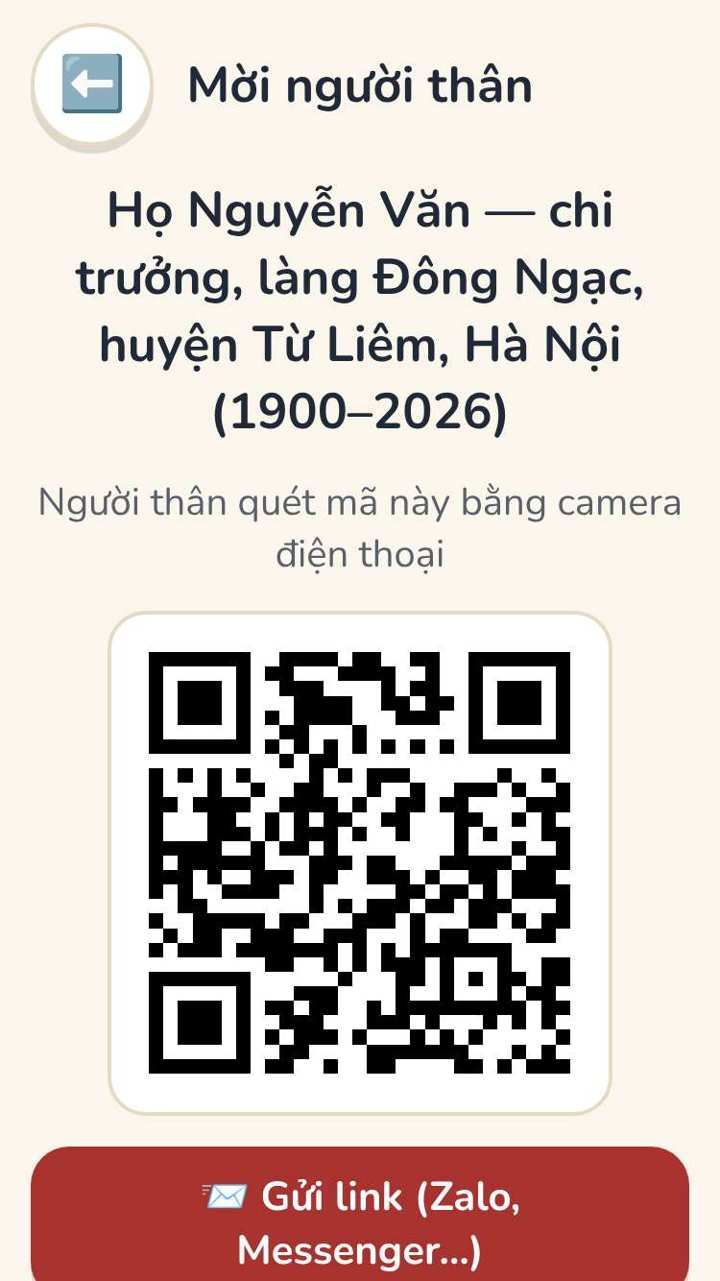 Mời người thân
Họ Nguyễn Văn — chi
trưởng, làng Đông Ngạc,
huyện Từ Liêm, Hà Nội
(1900–2026)
Người thân quét mã này bằng camera
điện thoại
Gửi link (Zalo,
Messenger...)